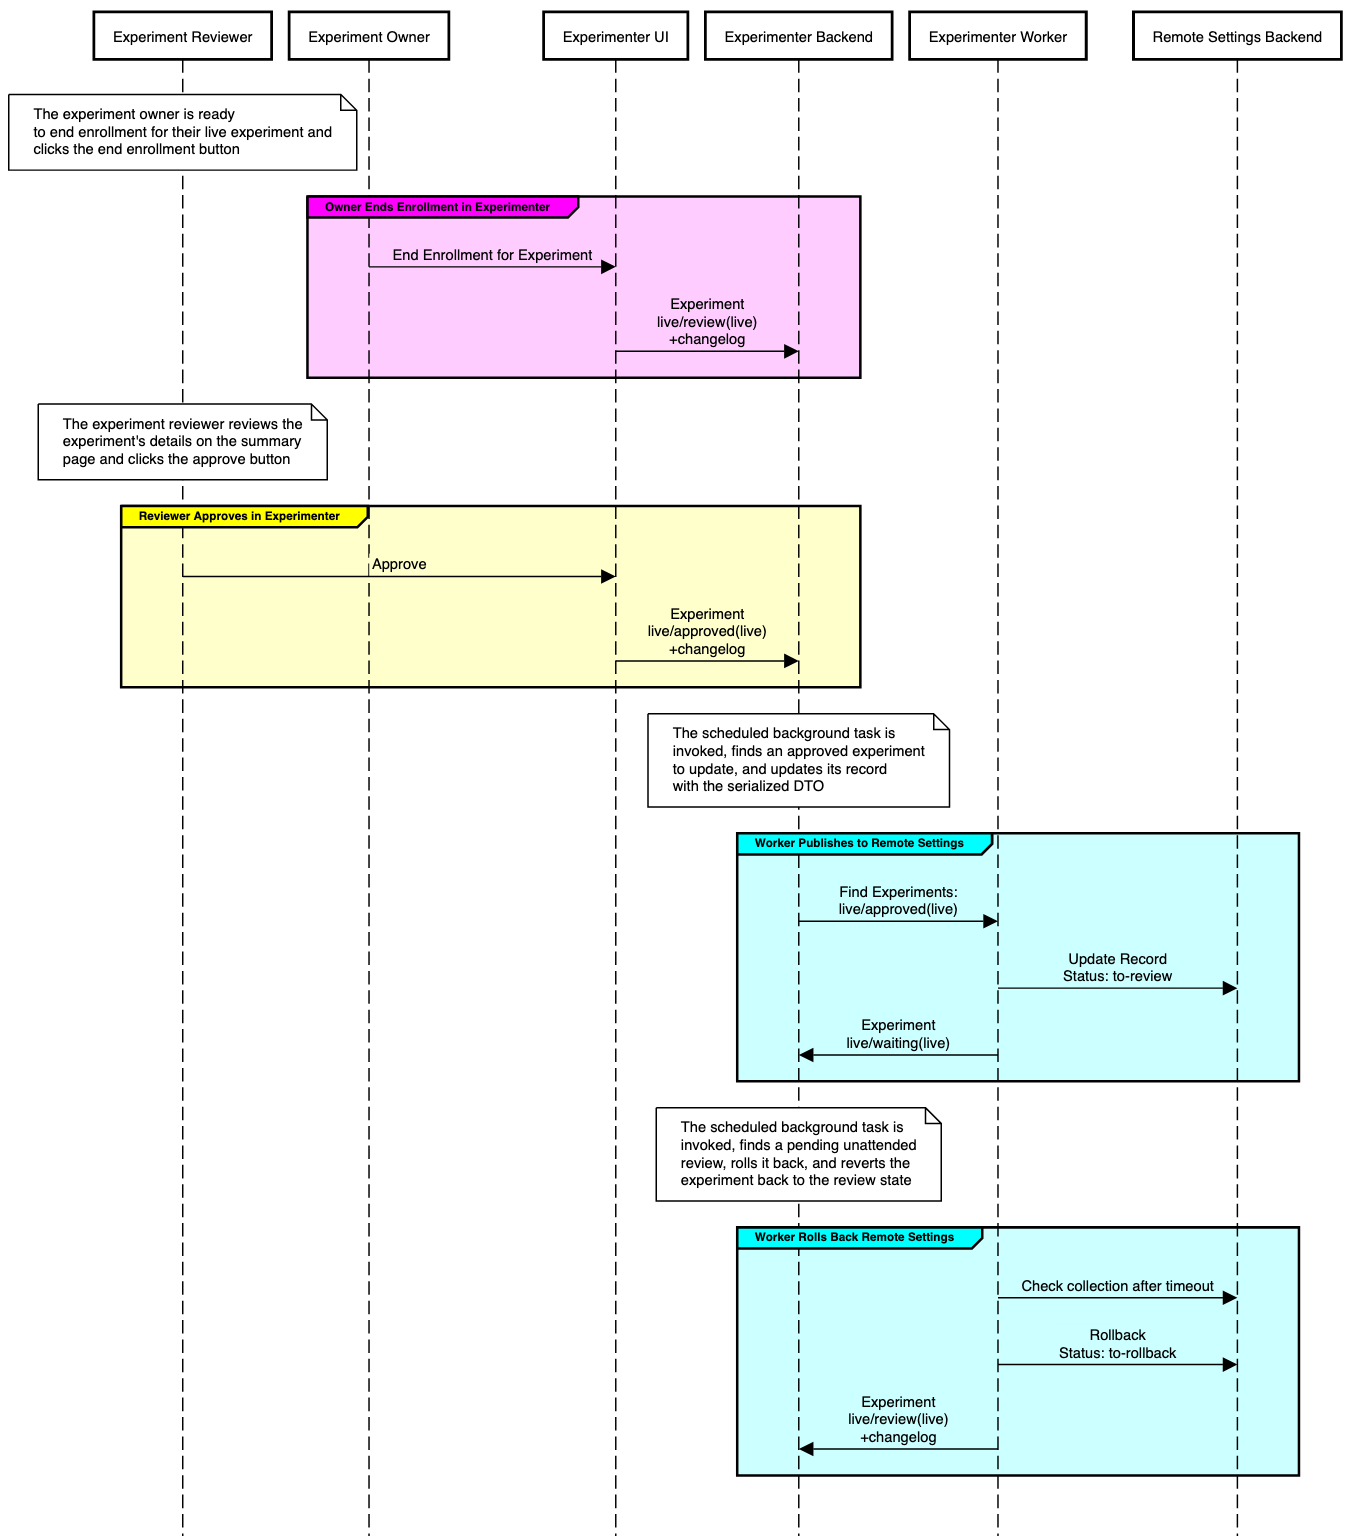 Experiment Reviewer
Experiment Owner
Experimenter UI
Experimenter Backend
Experimenter Worker
Remote Settings Backend
The experiment owner is ready
to end enrollment for their live experiment and
clicks the end enrollment button
Owner Ends Enrollment in Experimenter
End Enrollment for Experiment
Experiment
live/review(live)
+changelog
The experiment reviewer reviews the
experiment's details on the summary
page and clicks the approve button
Reviewer Approves in Experimenter
Approve
Experiment
live/approved(live)
+changelog
The scheduled background task is
invoked, finds an approved experiment
to update, and updates its record
with the serialized DTO
Worker Publishes to Remote Settings
Find Experiments:
live/approved(live)
Update Record
Status: to-review
Experiment
live/waiting(live)
The scheduled background task is
invoked, finds a pending unattended
review, rolls it back, and reverts the
experiment back to the review state
Worker Rolls Back Remote Settings
Check collection after timeout
Rollback
Status: to-rollback
Experiment
live/review(live)
+changelog